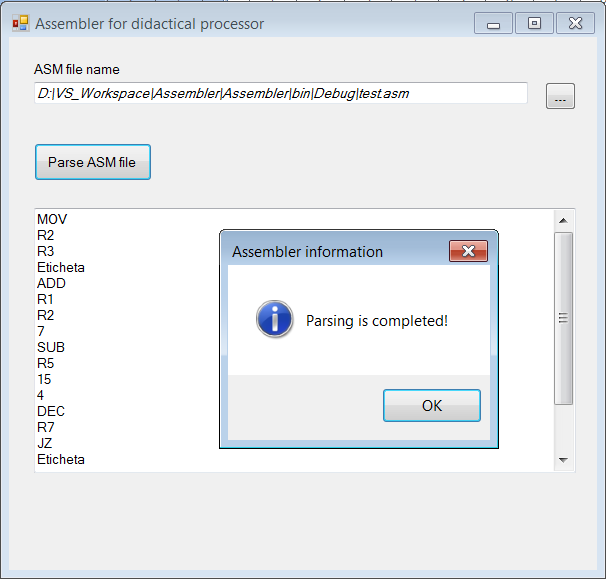 Assembler for didactical processor
ASM file name
D:\VS_Workspace\Assembler\Assembler\bin\Debug\test.asm
...
Parse ASM file
MOV
R2
R3
Eticheta
ADD
R1
R2
7
SUB
R5
15
4
DEC
R7
JZ
Eticheta
Assembler information
Parsing is completed!
OK